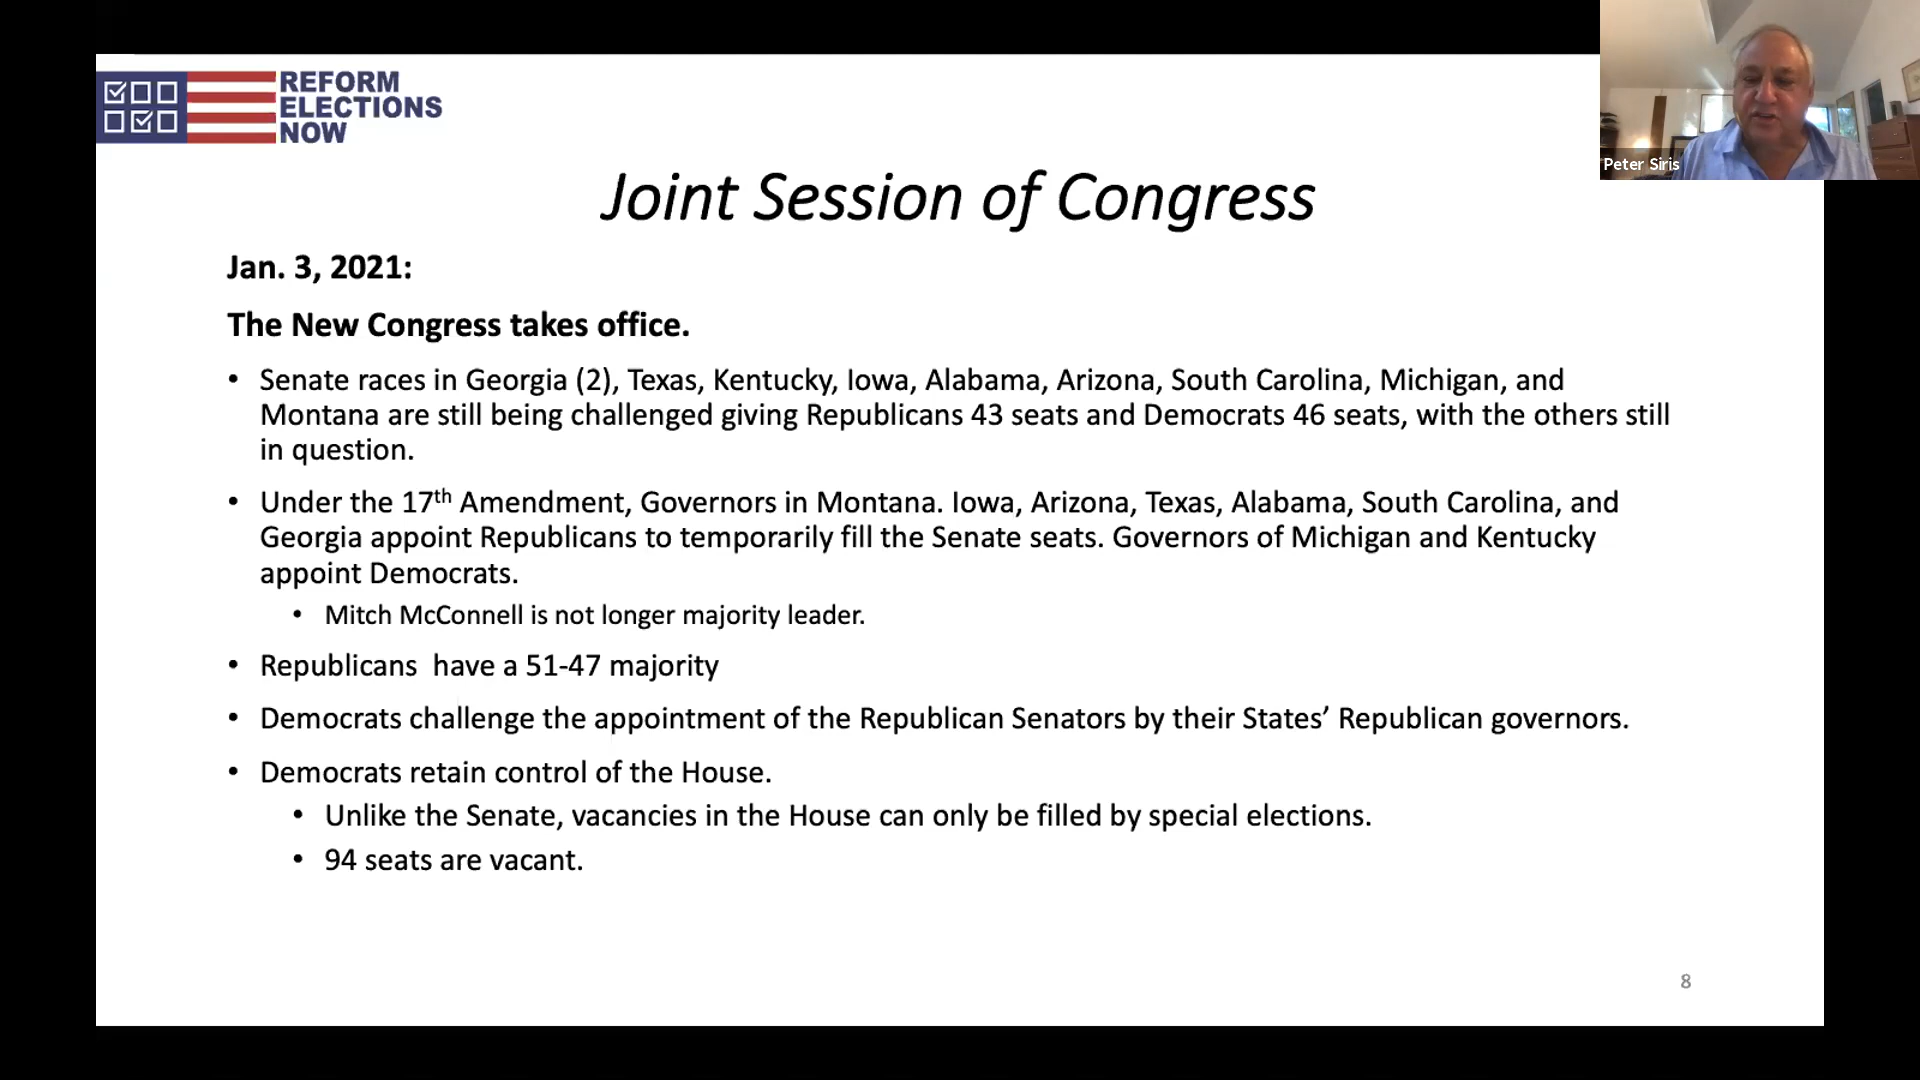 REFORM
ELECTIONS
NOW
Peter Siris
Joint Session of Congress
Jan. 3, 2021:
The New Congress takes office.
• Senate races in Georgia (2), Texas, Kentucky, Iowa, Alabama, Arizona, South Carolina, Michigan, and
Montana are still being challenged giving Republicans 43 seats and Democrats 46 seats, with the others still
in question.
• Under the 17th Amendment, Governors in Montana. Iowa, Arizona, Texas, Alabama, South Carolina, and
Georgia appoint Republicans to temporarily fill the Senate seats. Governors of Michigan and Kentucky
appoint Democrats.
• Mitch McConnell is not longer majority leader.
• Republicans  have a 51-47 majority
• Democrats challenge the appointment of the Republican Senators by their States’ Republican governors.
• Democrats retain control of the House.
• Unlike the Senate, vacancies in the House can only be filled by special elections.
• 94 seats are vacant.
8